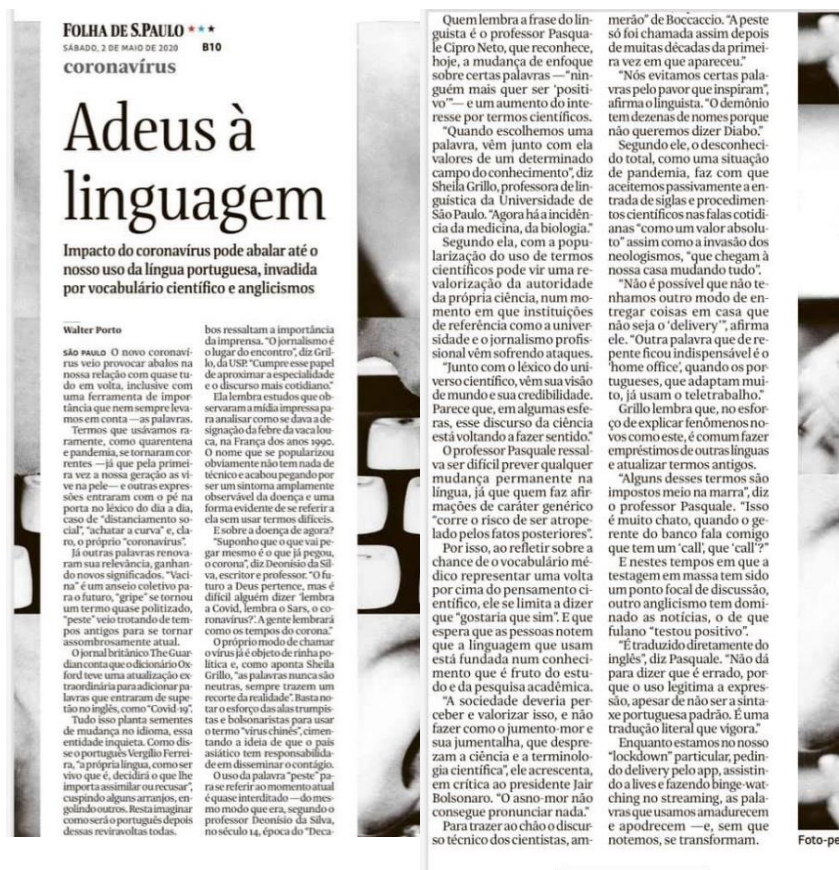 FOLHA DE S.PAULO
SÁBADO, 2 DE MAIO DE 2020 B10
coronavírus
Adeus à
linguagem
Impacto do coronavírus pode abalar até o
nosso uso da língua portuguesa, invadida
por vocabulário científico e anglicismos
Walter Porto
SÃO PAULO O novo coronaví-
rus veio provocar abalos na
nossa relação com quase tu-
do em volta, inclusive com
uma ferramenta de impor-
tância que nem sempre leva-
mos em conta —as palavras.
Termos que usávamos ra-
ramente, como quarentena
e pandemia, se tornaram cor-
rentes —já que pela primei-
ra vez a nossa geração as vi-
ve na pele— e outras expres-
sões entraram com o pé na
porta no léxico do dia a dia,
caso de “distanciamento so-
cial”, “achatar a curva” e, cla-
ro, o próprio “coronavírus”.
Já outras palavras renova-
ram sua relevância, ganhan-
do novos significados. “Vaci-
na” é um anseio coletivo pa-
ra o futuro, “gripe” se tornou
um termo quase politizado,
“peste” veio trotando de tem-
pos antigos para se tornar
assombrosamente atual.
O jornal britânico The Guar-
dian conta que o dicionário Ox-
ford teve uma atualização ex-
traordinária para adicionar pa-
lavras que entraram de supe-
tão no inglês, como “Covid-19”.
Tudo isso planta sementes
de mudança no idioma, essa
entidade inquieta. Como dis-
se o português Vergílio Ferrei-
ra, “a própria língua, como ser
vivo que é, decidirá o que lhe
importa assimilar ou recusar”,
cuspindo alguns arranjos, en-
golindo outros. Resta imaginar
como será o português depois
dessas reviravoltas todas.
Quem lembra a frase do lin-
guista é o professor Pasqua-
le Cipro Neto, que reconhece,
hoje, a mudança de enfoque
sobre certas palavras —“nin-
guém mais quer ser ‘positi-
vo’”— e um aumento do inte-
resse por termos científicos.
“Quando escolhemos uma
palavra, vêm junto com ela
valores de um determinado
campo do conhecimento”, diz
Sheila Grillo, professora de lin-
guística da Universidade de
São Paulo. “Agora há a incidên-
cia da medicina, da biologia.”
Segundo ela, com a popu-
larização do uso de termos
científicos pode vir uma re-
valorização da autoridade
da própria ciência, num mo-
mento em que instituições
de referência como a univer-
sidade e o jornalismo profis-
sional vêm sofrendo ataques.
“Junto com o léxico do uni-
verso científico, vêm sua visão
de mundo e sua credibilidade.
Parece que, em algumas esfe-
ras, esse discurso da ciência
está voltando a fazer sentido.”
O professor Pasquale ressal-
va ser difícil prever qualquer
mudança permanente na
língua, já que quem faz afir-
mações de caráter genérico
“corre o risco de ser atrope-
lado pelos fatos posteriores”.
Por isso, ao refletir sobre a
chance de o vocabulário mé-
dico representar uma volta
por cima do pensamento ci-
entífico, ele se limita a dizer
que “gostaria que sim”. E que
espera que as pessoas notem
que a linguagem que usam
está fundada num conheci-
mento que é fruto do estu-
do e da pesquisa acadêmica.
“A sociedade deveria per-
ceber e valorizar isso, e não
fazer como o jumento-mor e
sua jumentalha, que despre-
zam a ciência e a terminolo-
gia científica”, ele acrescenta,
em crítica ao presidente Jair
Bolsonaro. “O asno-mor não
consegue pronunciar nada.”
Para trazer ao chão o discur-
so técnico dos cientistas, am-
bos ressaltam a importância
da imprensa. “O jornalismo é
o lugar do encontro”, diz Gril-
lo, da USP. “Cumpre esse papel
de aproximar a especialidade
e o discurso mais cotidiano.”
Ela lembra estudos que ob-
servaram a mídia impressa pa-
ra analisar como se dava a de-
signação da febre da vaca lou-
ca, na França dos anos 1990.
O nome que se popularizou
obviamente não tem nada de
técnico e acabou pegando por
ser um sintoma amplamente
observável da doença e uma
forma evidente de se referir a
ela sem usar termos difíceis.
E sobre a doença de agora?
“Suponho que o que vai pe-
gar mesmo é o que já pegou,
o corona”, diz Deonísio da Sil-
va, escritor e professor. “O fu-
turo a Deus pertence, mas é
difícil alguém dizer ‘lembra
a Covid, lembra o Sars, o co-
ronavírus?’. A gente lembrará
como os tempos do corona.”
O próprio modo de chamar
o vírus já é objeto de rinha po-
lítica e, como aponta Sheila
Grillo, “as palavras nunca são
neutras, sempre trazem um
recorte da realidade”. Basta no-
tar o esforço das alas trumpis-
tas e bolsonaristas para usar
o termo “vírus chinês”, cimen-
tando a ideia de que o país
asiático tem responsabilida-
de em disseminar o contágio.
O uso da palavra “peste” pa-
ra se referir ao momento atual
é quase interditado —do mes-
mo modo que era, segundo o
professor Deonísio da Silva,
no século 14, época do “Deca-
merão” de Boccaccio. “A peste
só foi chamada assim depois
de muitas décadas da primei-
ra vez em que apareceu.”
“Nós evitamos certas pala-
vras pelo pavor que inspiram”,
afirma o linguista. “O demônio
tem dezenas de nomes porque
não queremos dizer Diabo.”
Segundo ele, o desconheci-
do total, como uma situação
de pandemia, faz com que
aceitemos passivamente a en-
trada de siglas e procedimen-
tos científicos nas falas cotidi-
anas “como um valor absolu-
to” assim como a invasão dos
neologismos, “que chegam à
nossa casa mudando tudo”.
“Não é possível que não te-
nhamos outro modo de en-
tregar coisas em casa que
não seja o ‘delivery’”, afirma
ele. “Outra palavra que de re-
pente ficou indispensável é o
‘home office’, quando os por-
tugueses, que adaptam mui-
to, já usam o teletrabalho.”
Grillo lembra que, no esfor-
ço de explicar fenômenos no-
vos como este, é comum fazer
empréstimos de outras línguas
e atualizar termos antigos.
“Alguns desses termos são
impostos meio na marra”, diz
o professor Pasquale. “Isso
é muito chato, quando o ge-
rente do banco fala comigo
que tem um ‘call’, que ‘call’?”
E nestes tempos em que a
testagem em massa tem sido
um ponto focal de discussão,
outro anglicismo tem domi-
nado as notícias, o de que
fulano “testou positivo”.
“É traduzido diretamente do
inglês”, diz Pasquale. “Não dá
para dizer que é errado, por-
que o uso legitima a expres-
são, apesar de não ser a sinta-
xe portuguesa padrão. É uma
tradução literal que vigora.”
Enquanto estamos no nosso
“lockdown” particular, pedin-
do delivery pelo app, assistin-
do a lives e fazendo binge-wat-
ching no streaming, as pala-
vras que usamos amadurecem
e apodrecem —e, sem que
notemos, se transformam.
Foto-pe